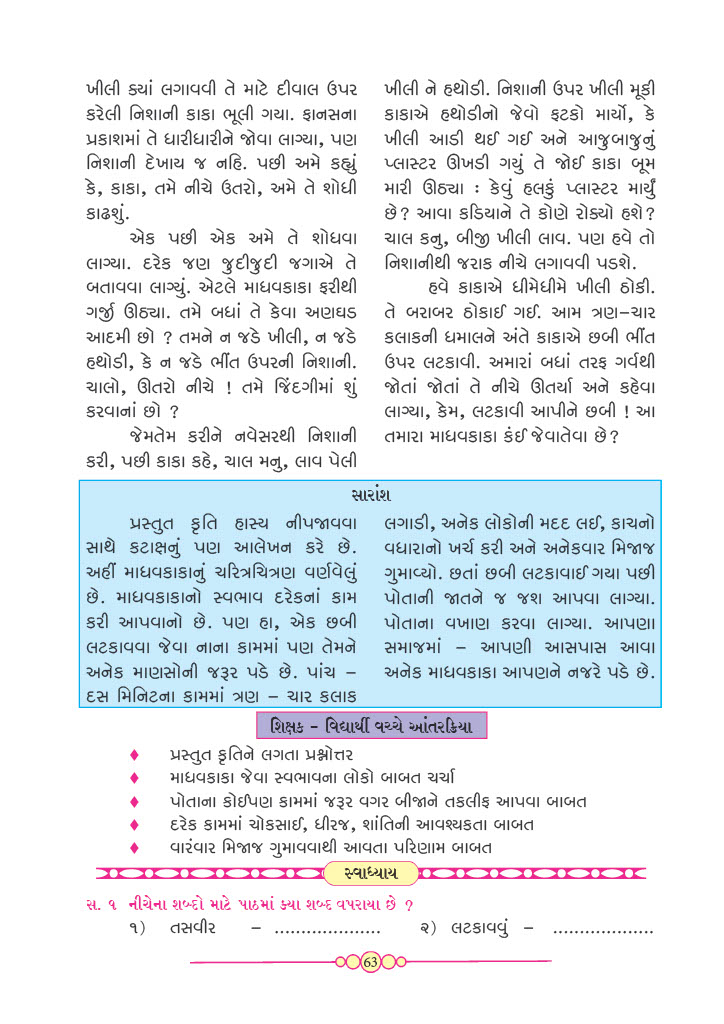 ખીલી ક્યાં લગાવવી તે માટે દીવાલ ઉપર
કરેલી નિશાની કાકા ભૂલી ગયા. ફાનસના
પ્રકાશમાં તે ધારીધારીને જોવા લાગ્યા, પણ
નિશાની દેખાય જ નહિ. પછી અમે કહ્યું
કે, કાકા, તમે નીચે ઉતરો, અમે તે શોધી
કાઢશું.
એક પછી એક અમે તે શોધવા
લાગ્યા. દરેક જણ જુદીજુદી જગાએ તે
બતાવવા લાગ્યું. એટલે માધવકાકા ફરીથી
ગર્જી ઊઠ્યા. તમે બધાં તે કેવા અણઘડ
આદમી છો ? તમને ન જડે ખીલી, ન જડે
હથોડી, કે ન જડે ભીંત ઉપરની નિશાની.
ચાલો, ઊતરો નીચે ! તમે જિંદગીમાં શું
કરવાનાં છો ?
જેમતેમ કરીને નવેસરથી નિશાની
કરી, પછી કાકા કહે, ચાલ મનુ, લાવ પેલી
ખીલી ને હથોડી. નિશાની ઉપર ખીલી મૂકી
કાકાએ હથોડીનો જેવો ફટકો માર્યો, કે
ખીલી આડી થઈ ગઈ અને આજુબાજુનું
પ્લાસ્ટર ઊખડી ગયું તે જોઈ કાકા બૂમ
મારી ઊઠ્યા : કેવું હલકું પ્લાસ્ટર માર્યું
છે? આવા કડિયાને તે કોણે રોક્યો હશે?
ચાલ કનુ, બીજી ખીલી લાવ. પણ હવે તો
નિશાનીથી જરાક નીચે લગાવવી પડશે.
હવે કાકાએ ધીમેધીમે ખીલી ઠોકી.
તે બરાબર ઠોકાઈ ગઈ. આમ ત્રણ–ચાર
કલાકની ધમાલને અંતે કાકાએ છબી ભીંત
ઉપર લટકાવી. અમારાં બધાં તરફ ગર્વથી
જોતાં જોતાં તે નીચે ઊતર્યા અને કહેવા
લાગ્યા, કેમ, લટકાવી આપીને છબી ! આ
તમારા માધવકાકા કંઈ જેવાતેવા છે?
સારાંશ
પ્રસ્તુત કૃતિ હાસ્ય નીપજાવવા
સાથે કટાક્ષનું પણ આલેખન કરે છે.
અહીં માધવકાકાનું ચરિત્રચિત્રણ વર્ણવેલું
છે. માધવકાકાનો સ્વભાવ દરેકનાં કામ
કરી આપવાનો છે. પણ હા, એક છબી
લટકાવવા જેવા નાના કામમાં પણ તેમને
અનેક માણસોની જરૂર પડે છે. પાંચ –
દસ મિનિટના કામમાં ત્રણ – ચાર કલાક
લગાડી, અનેક લોકોની મદદ લઈ, કાચનો
વધારાનો ખર્ચ કરી અને અનેકવાર મિજાજ
ગુમાવ્યો. છતાં છબી લટકાવાઈ ગયા પછી
પોતાની જાતને જ જશ આપવા લાગ્યા.
પોતાના વખાણ કરવા લાગ્યા. આપણા
સમાજમાં – આપણી આસપાસ આવા
અનેક માધવકાકા આપણને નજરે પડે છે.
શિક્ષક – વિદ્યાર્થી વચ્ચે આંતરક્રિયા
♦ પ્રસ્તુત કૃતિને લગતા પ્રશ્નોત્તર
♦ માધવકાકા જેવા સ્વભાવના લોકો બાબત ચર્ચા
♦ પોતાના કોઈપણ કામમાં જરૂર વગર બીજાને તકલીફ આપવા બાબત
♦ દરેક કામમાં ચોકસાઈ, ધીરજ, શાંતિની આવશ્યકતા બાબત
♦ વારંવાર મિજાજ ગુમાવવાથી આવતા પરિણામ બાબત
સ્વાધ્યાય
સ. ૧ નીચેના શબ્દો માટે પાઠમાં ક્યા શબ્દ વપરાયા છે ?
૧) તસવીર – .................... ૨) લટકાવવું – ...................
63